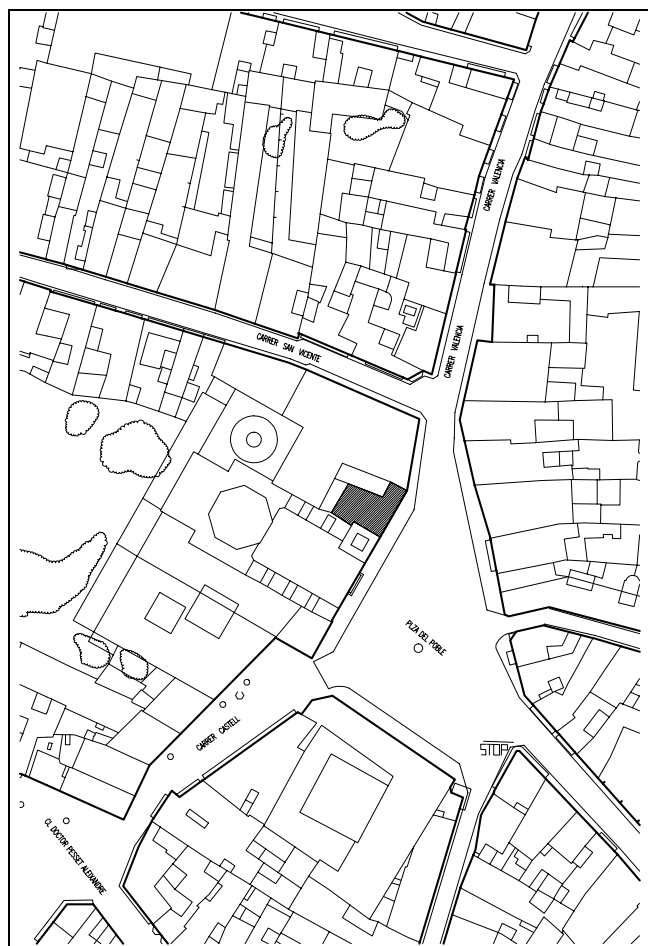 CARRER VALENCIA
CARRER VALENCIA
CARRER SAN VICENTE
PLZA DEL POBLE
CARRER CASTELL
STOP
CL DOCTOR PESSET ALEIXANDRE